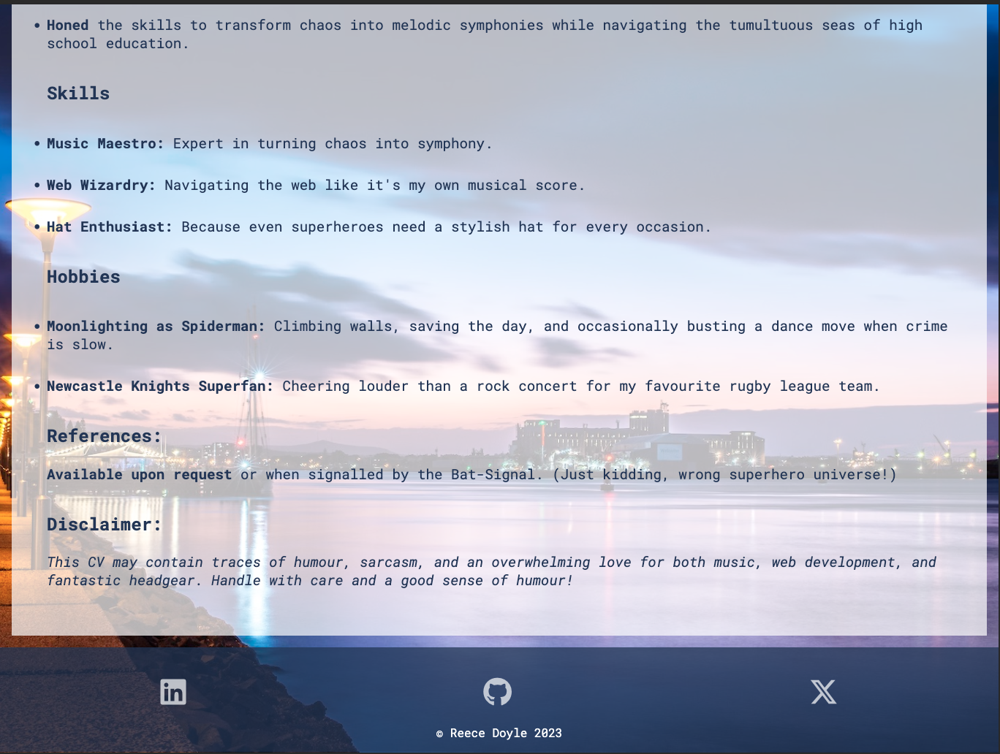 • Honed the skills to transform chaos into melodic symphonies while navigating the tumultuous seas of high
school education.
Skills
• Music Maestro: Expert in turning chaos into symphony.
• Web Wizardry: Navigating the web like it's my own musical score.
• Hat Enthusiast: Because even superheroes need a stylish hat for every occasion.
Hobbies
• Moonlighting as Spiderman: Climbing walls, saving the day, and occasionally busting a dance move when crime
is slow.
• Newcastle Knights Superfan: Cheering louder than a rock concert for my favourite rugby league team.
References:
Available upon request or when signalled by the Bat-Signal. (Just kidding, wrong superhero universe!)
Disclaimer:
This CV may contain traces of humour, sarcasm, and an overwhelming love for both music, web development, and
fantastic headgear. Handle with care and a good sense of humour!
in
X
© Reece Doyle 2023